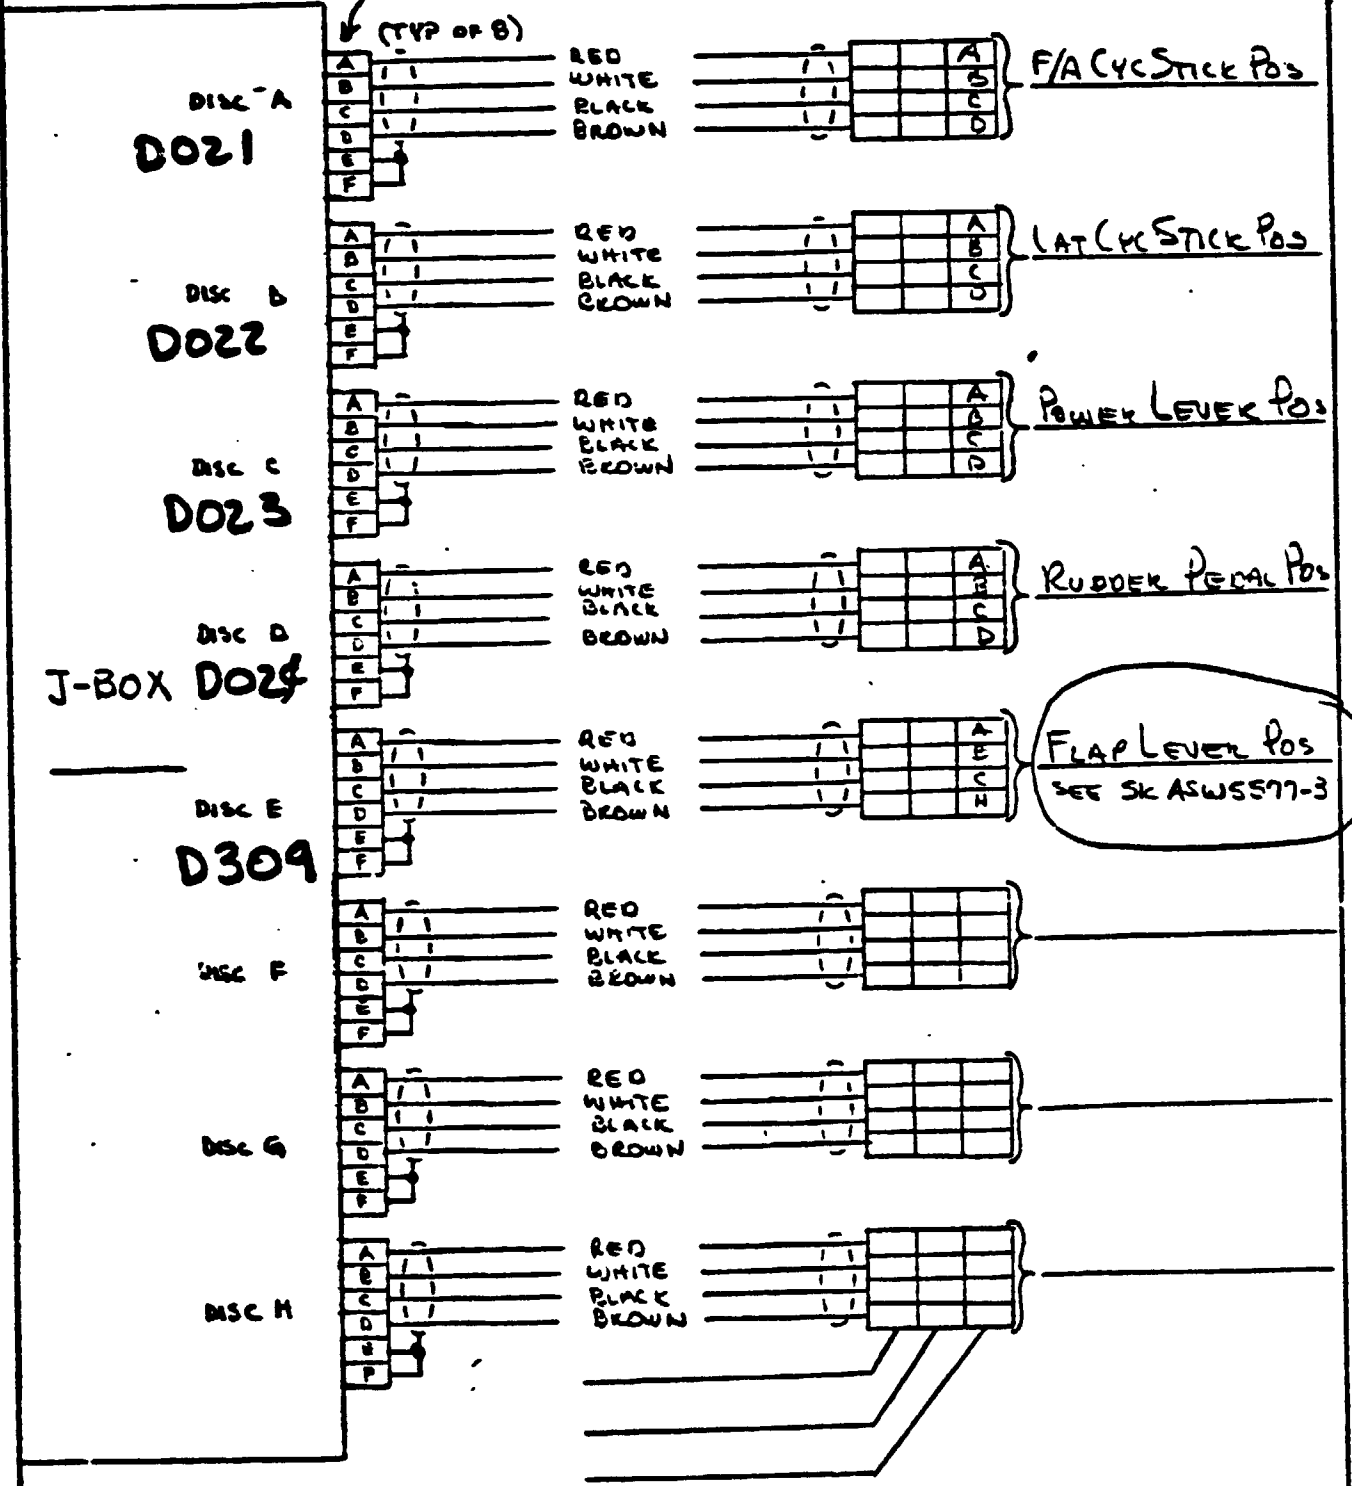 (TYP OF 8)
DISC A
D021
A
B
C
D
E
F
RED
WHITE
BLACK
BROWN
A
B
C
D
F/A CYC STICK POS
DISC B
D022
A
B
C
D
E
F
RED
WHITE
BLACK
BROWN
A
B
C
D
LAT CYC STICK POS
DISC C
D023
A
B
C
D
E
F
RED
WHITE
BLACK
BROWN
A
B
C
D
POWER LEVER POS
DISC D
J-BOX D024
A
B
C
D
E
F
RED
WHITE
BLACK
BROWN
A
B
C
D
RUDDER PEDAL POS
DISC E
D309
A
B
C
D
E
F
RED
WHITE
BLACK
BROWN
A
E
C
H
FLAP LEVER POS
SEE SK ASW5577-3
DISC F
A
B
C
D
E
F
RED
WHITE
BLACK
BROWN
DISC G
A
B
C
D
E
F
RED
WHITE
BLACK
BROWN
DISC H
A
B
C
D
E
F
RED
WHITE
BLACK
BROWN